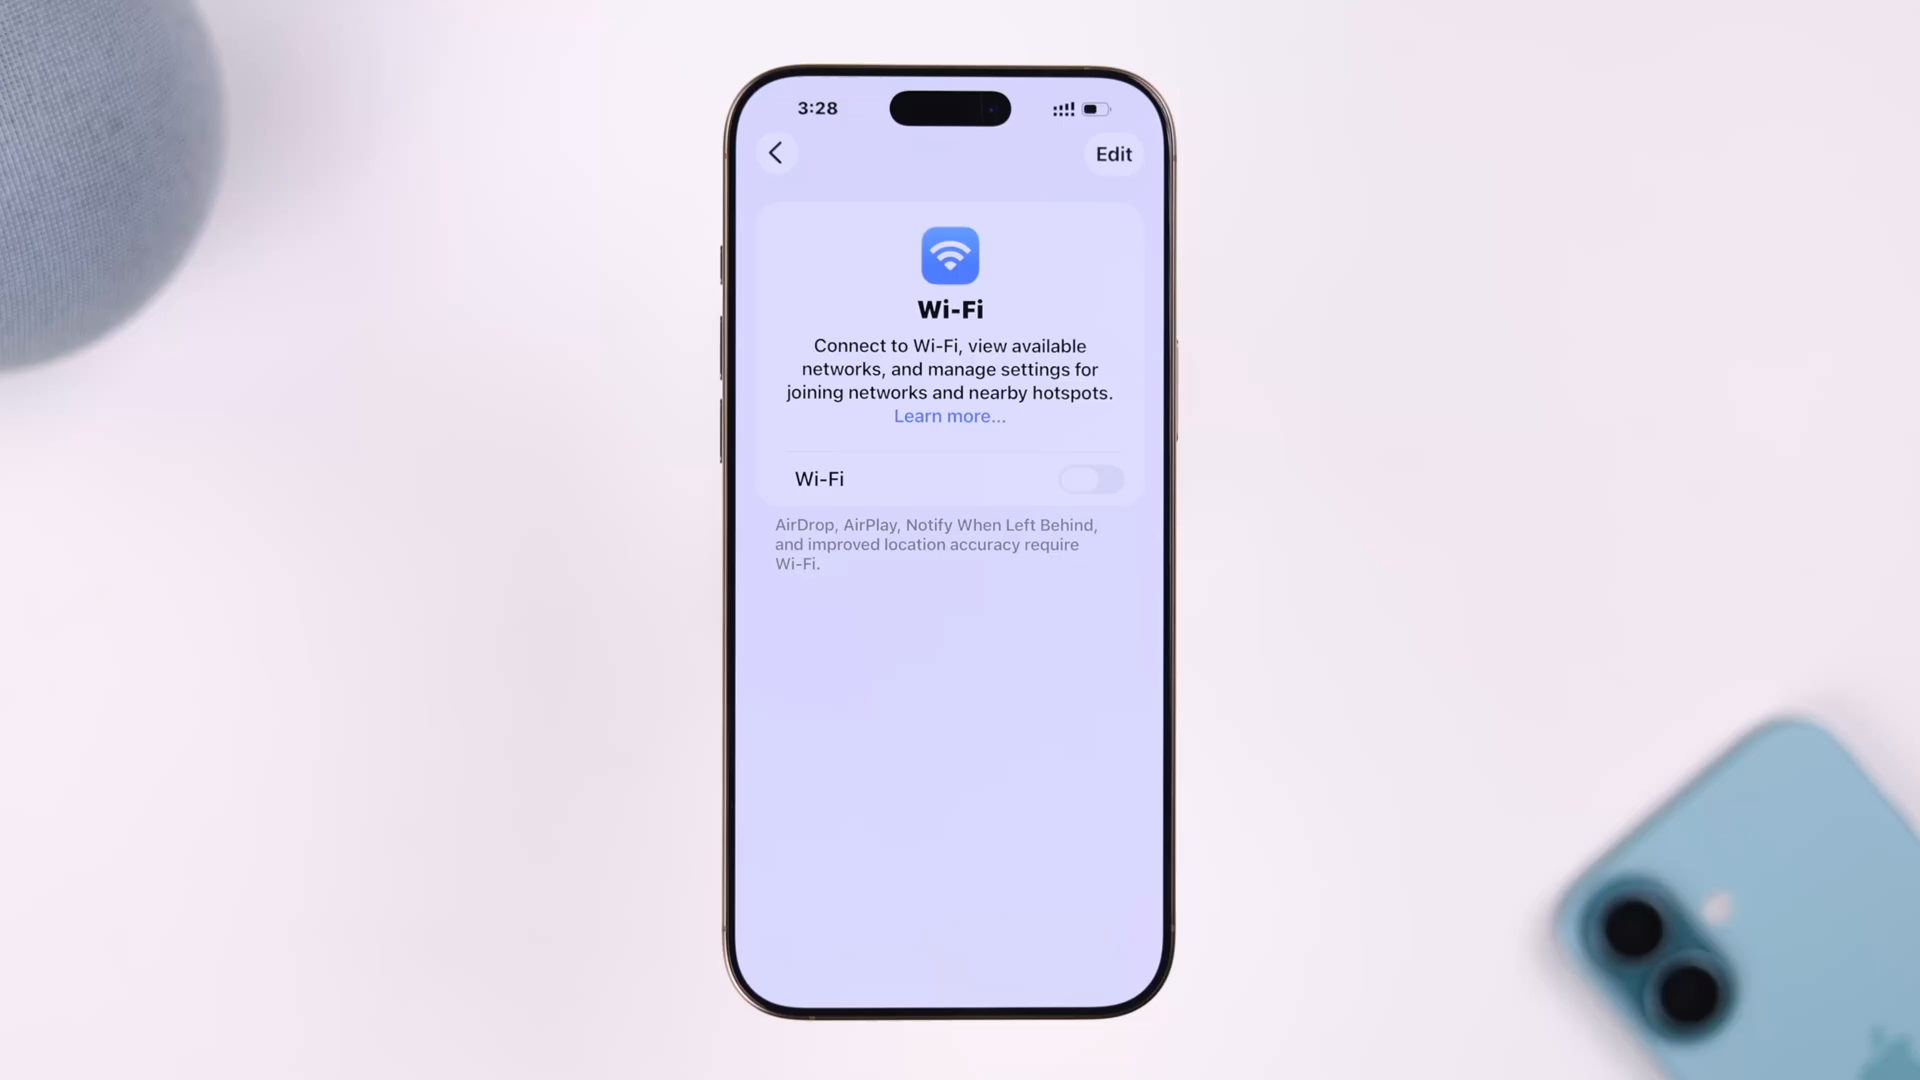 3:28
Edit
Wi-Fi
Connect to Wi-Fi, view available
networks, and manage settings for
joining networks and nearby hotspots.
Learn more...
Wi-Fi
AirDrop, AirPlay, Notify When Left Behind,
and improved location accuracy require
Wi-Fi.